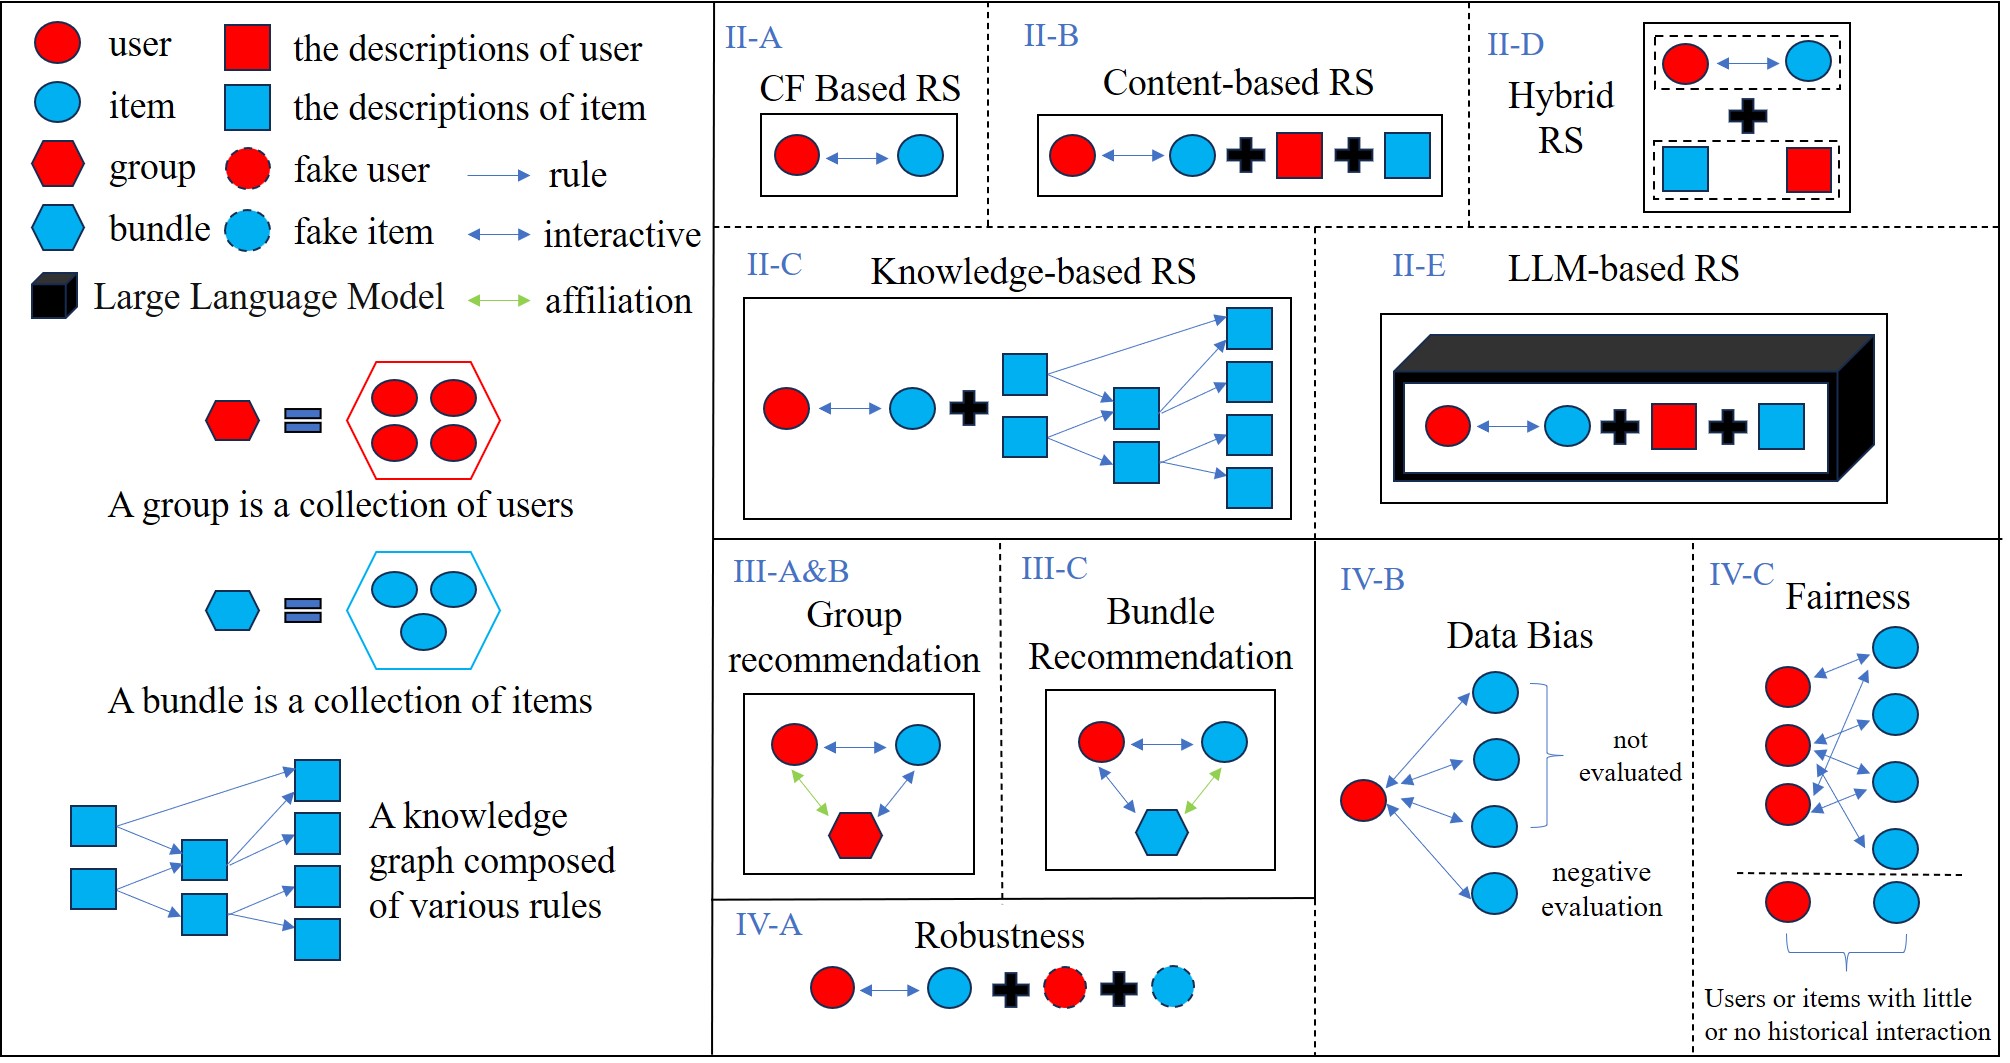 user
the descriptions of user
item
the descriptions of item
group
fake user
rule
bundle
fake item
interactive
Large Language Model
affiliation
A group is a collection of users
A bundle is a collection of items
A knowledge
graph composed
of various rules
II-A
CF Based RS
II-B
Content-based RS
II-D
Hybrid
RS
II-C
Knowledge-based RS
II-E
LLM-based RS
III-A&B
Group
recommendation
III-C
Bundle
Recommendation
IV-A
Robustness
IV-B
Data Bias
not
evaluated
negative
evaluation
IV-C
Fairness
Users or items with little
or no historical interaction